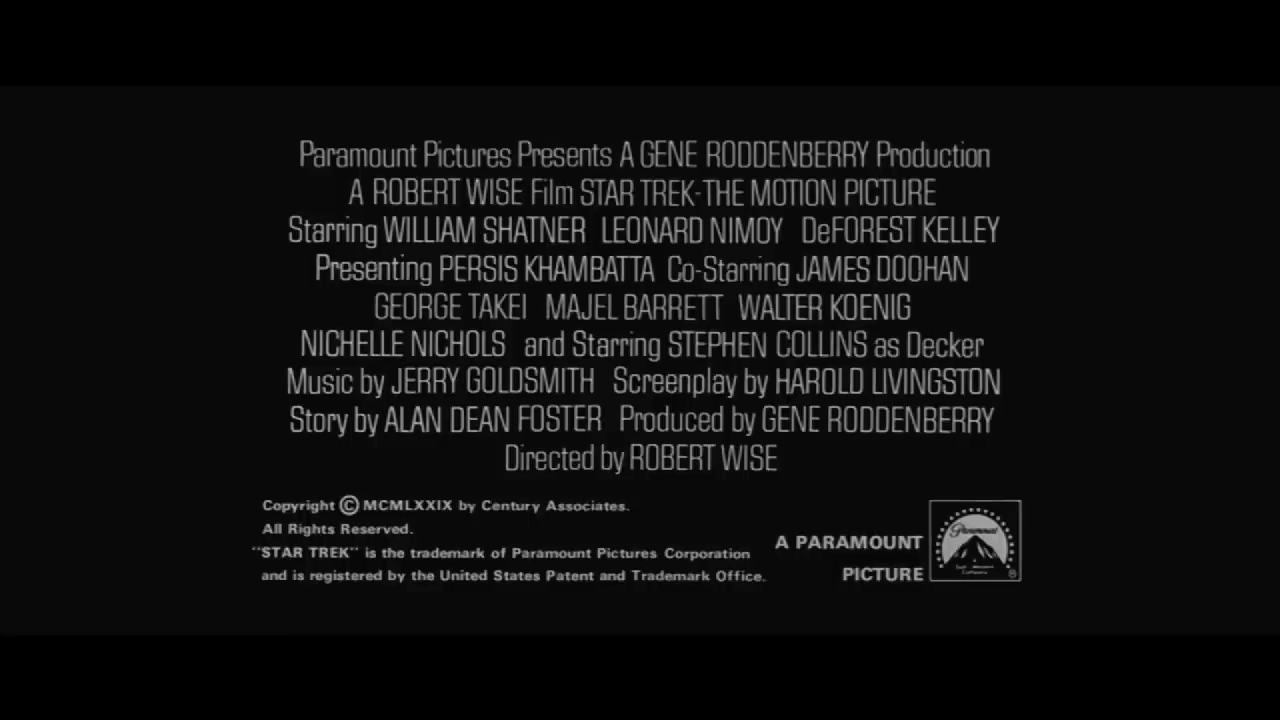 Paramount Pictures Presents A GENE RODDENBERRY Production
A ROBERT WISE Film STAR TREK-THE MOTION PICTURE
Starring WILLIAM SHATNER LEONARD NIMOY DeFOREST KELLEY
Presenting PERSIS KHAMBATTA Co-Starring JAMES DOOHAN
GEORGE TAKEI MAJEL BARRETT WALTER KOENIG
NICHELLE NICHOLS and Starring STEPHEN COLLINS as Decker
Music by JERRY GOLDSMITH Screenplay by HAROLD LIVINGSTON
Story by ALAN DEAN FOSTER Produced by GENE RODDENBERRY
Directed by ROBERT WISE
Copyright © MCMLXXIX by Century Associates.
All Rights Reserved.
"STAR TREK" is the trademark of Paramount Pictures Corporation
and is registered by the United States Patent and Trademark Office.
A PARAMOUNT
PICTURE
Paramount
®